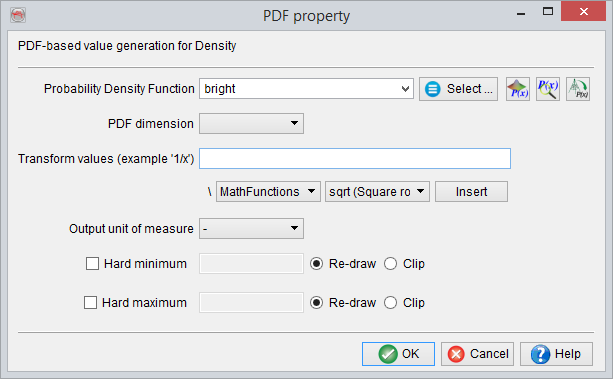 PDF property
PDF-based value generation for Density
Probability Density Function bright Select ... P(x) P(x) P(x)
PDF dimension
Transform values (example '1/x')
\ MathFunctions sqrt (Square ro Insert
Output unit of measure -
Hard minimum Re-draw Clip
Hard maximum Re-draw Clip
OK Cancel Help